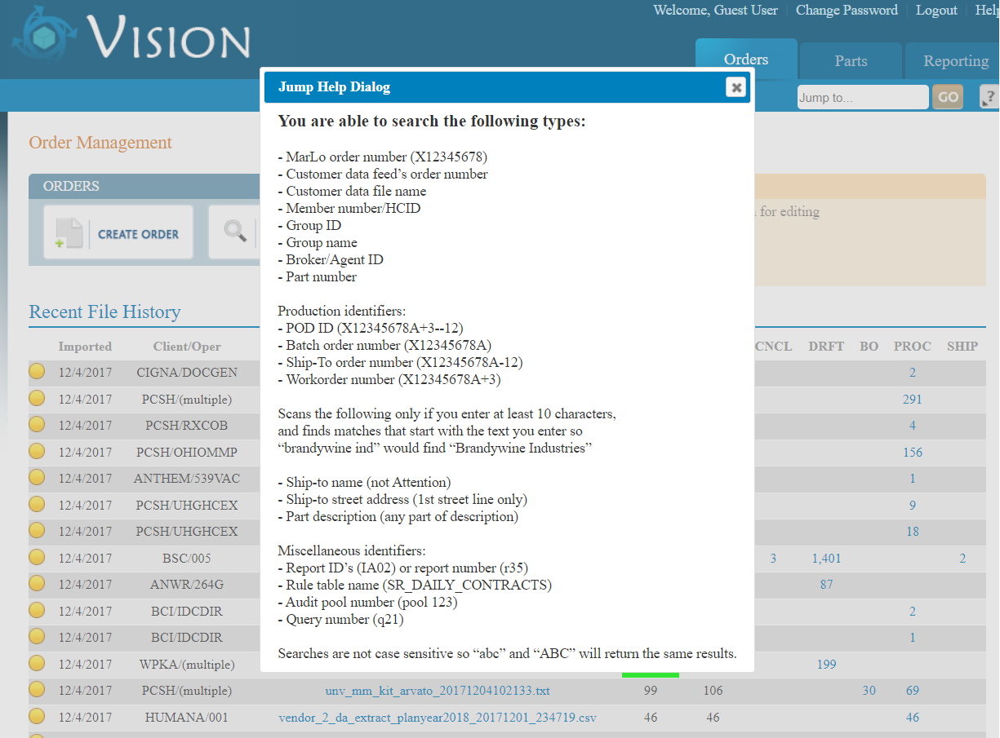 VISION
Welcome, Guest User
Change Password
Logout
Help
Orders
Parts
Reporting
Jump to...
GO
?
Jump Help Dialog
You are able to search the following types:
- MarLo order number (X12345678)
- Customer data feed’s order number
- Customer data file name
- Member number/HCID
- Group ID
- Group name
- Broker/Agent ID
- Part number
Production identifiers:
- POD ID (X12345678A+3--12)
- Batch order number (X12345678A)
- Ship-To order number (X12345678A-12)
- Workorder number (X12345678A+3)
Scans the following only if you enter at least 10 characters,
and finds matches that start with the text you enter so
“brandywine ind” would find “Brandywine Industries”
- Ship-to name (not Attention)
- Ship-to street address (1st street line only)
- Part description (any part of description)
Miscellaneous identifiers:
- Report ID’s (IA02) or report number (r35)
- Rule table name (SR_DAILY_CONTRACTS)
- Audit pool number (pool 123)
- Query number (q21)
Searches are not case sensitive so “abc” and “ABC” will return the same results.
Order Management
ORDERS
CREATE ORDER
for editing
Recent File History
Imported Client/Oper CNCL DRFT BO PROC SHIP
12/4/2017 CIGNA/DOCGEN 2
12/4/2017 PCSH/(multiple) 291
12/4/2017 PCSH/RXCOB 4
12/4/2017 PCSH/OHIOMMP 156
12/4/2017 ANTHEM/539VAC 1
12/4/2017 PCSH/UHGHCEX 9
12/4/2017 PCSH/UHGHCEX 18
12/4/2017 BSC/005 3 1,401 2
12/4/2017 ANWR/264G 87
12/4/2017 BCI/IDCDIR 2
12/4/2017 BCI/IDCDIR 1
12/4/2017 WPKA/(multiple) 199
12/4/2017 PCSH/(multiple) unv_mm_kit_arvato_20171204102133.txt 99 106 30 69
12/4/2017 HUMANA/001 vendor_2_da_extract_planyear2018_20171201_234719.csv 46 46 46